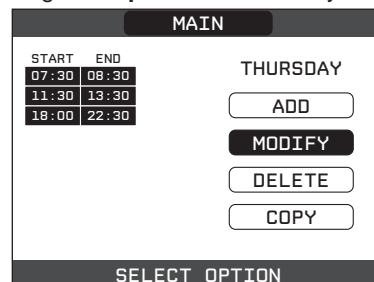 MAIN
START END
07:30 08:30
11:30 13:30
18:00 22:30
THURSDAY
ADD
MODIFY
DELETE
COPY
SELECT OPTION